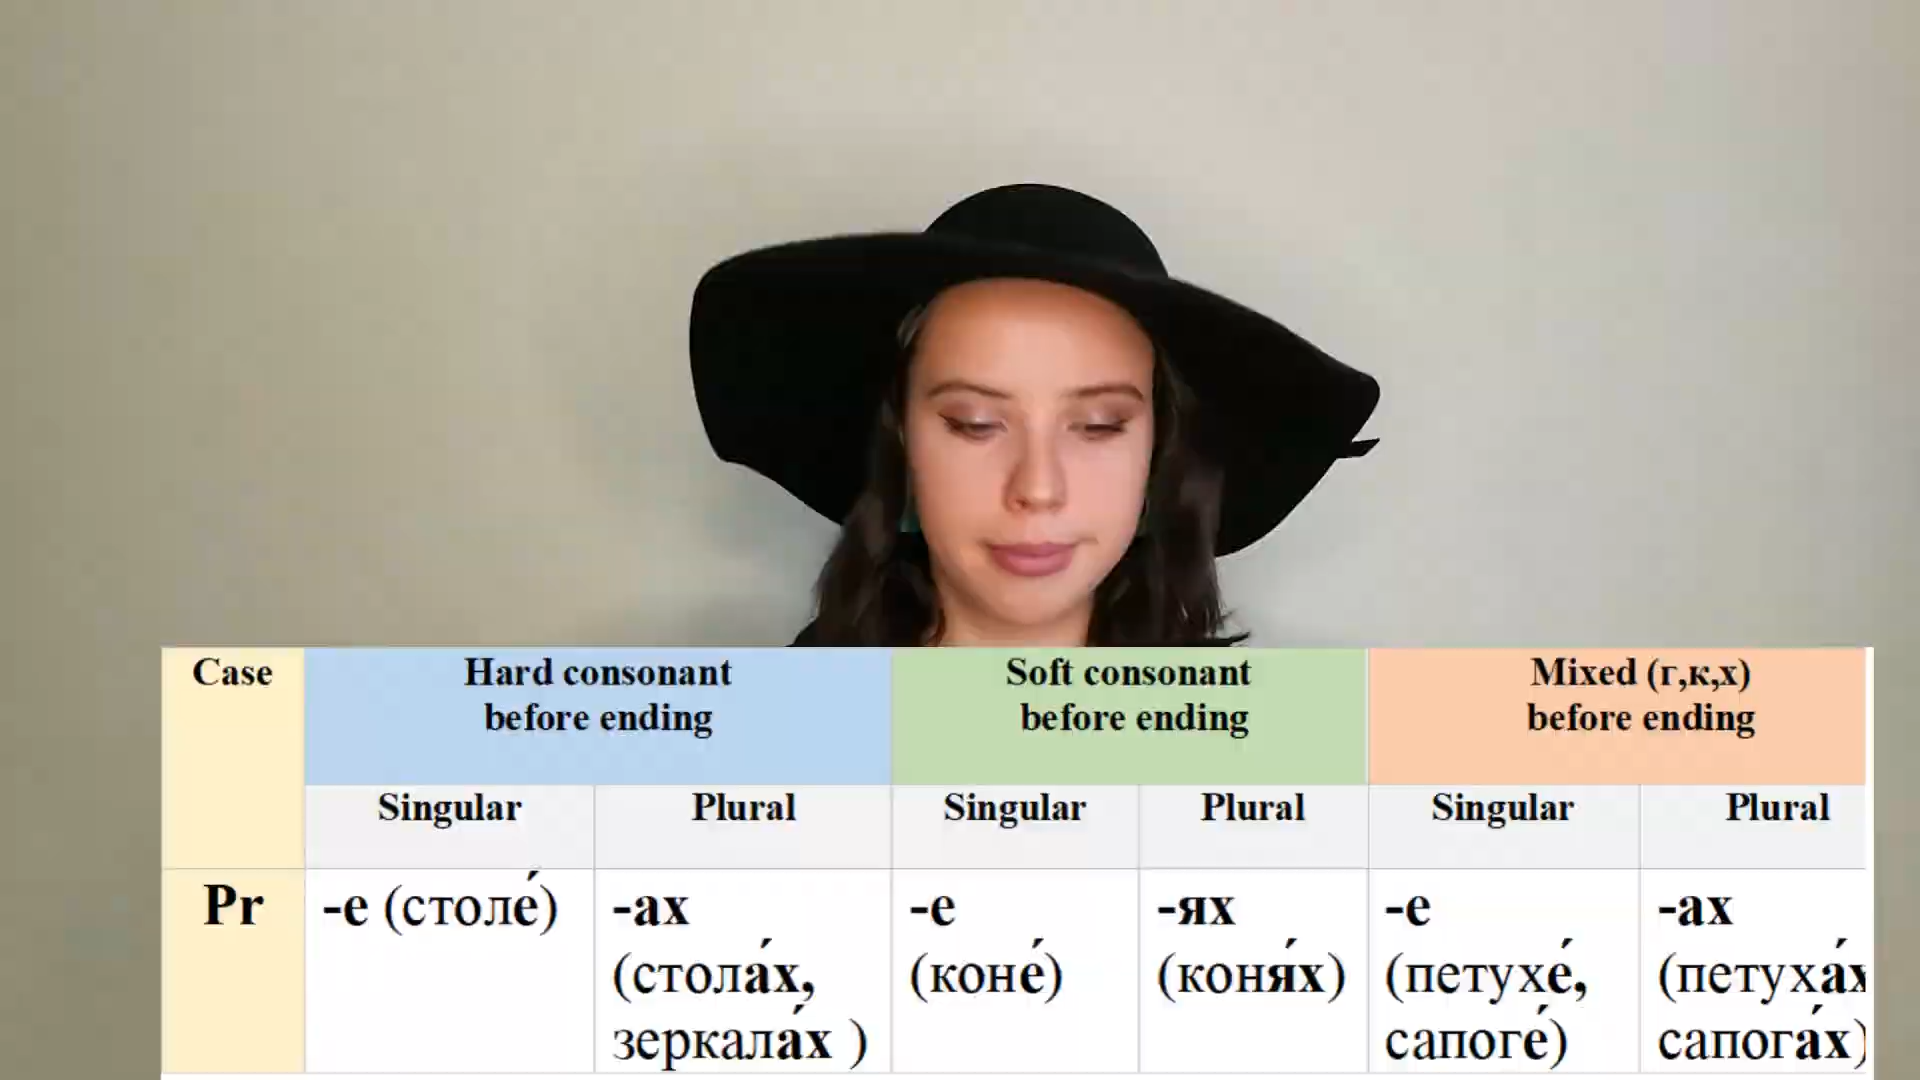 Case
Hard consonant
before ending
Soft consonant
before ending
Mixed (г,к,х)
before ending
Singular
Plural
Singular
Plural
Singular
Plural
Pr
-е (столе́)
-ах
(стола́х,
зеркала́х )
-е
(коне́)
-ях
(коня́х)
-е
(петухе́,
сапоге́)
-ах
(петуха́х
сапога́х)